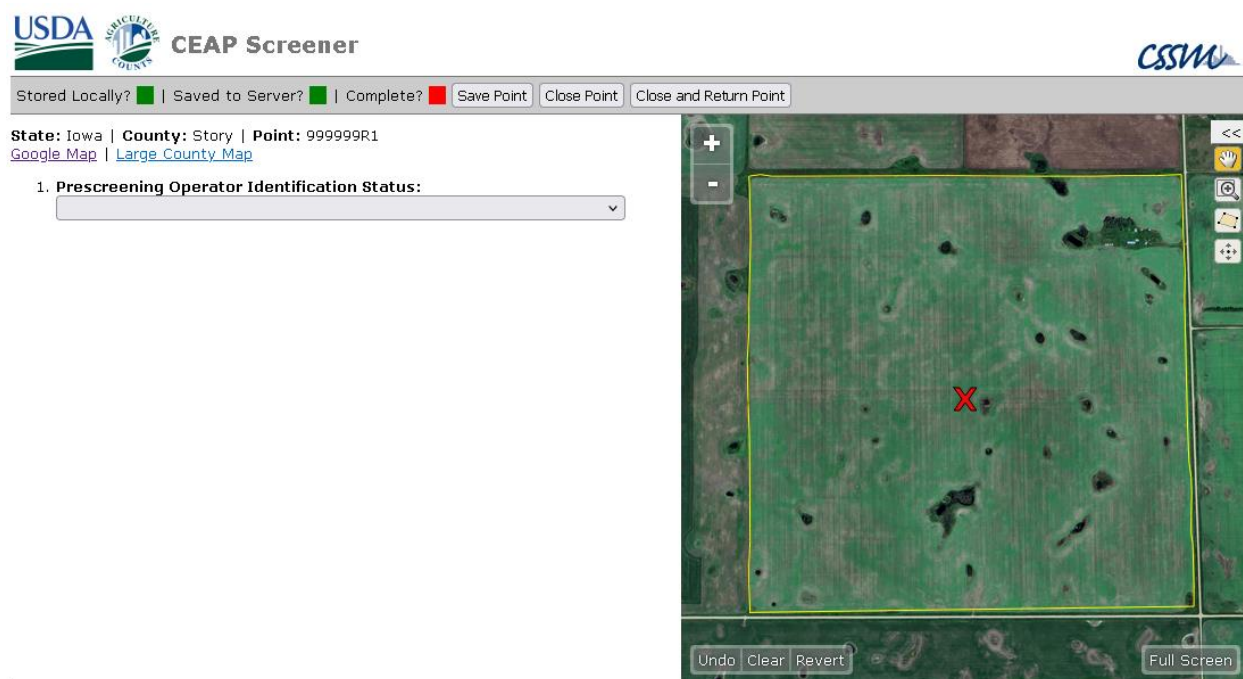 USDA
AGRICULTURE
COUNTS
CEAP Screener
CSSM
Stored Locally? | Saved to Server? | Complete? Save Point Close Point Close and Return Point
State: Iowa | County: Story | Point: 999999R1
Google Map | Large County Map
1. Prescreening Operator Identification Status:
+
-
<<
X
Undo Clear Revert
Full Screen